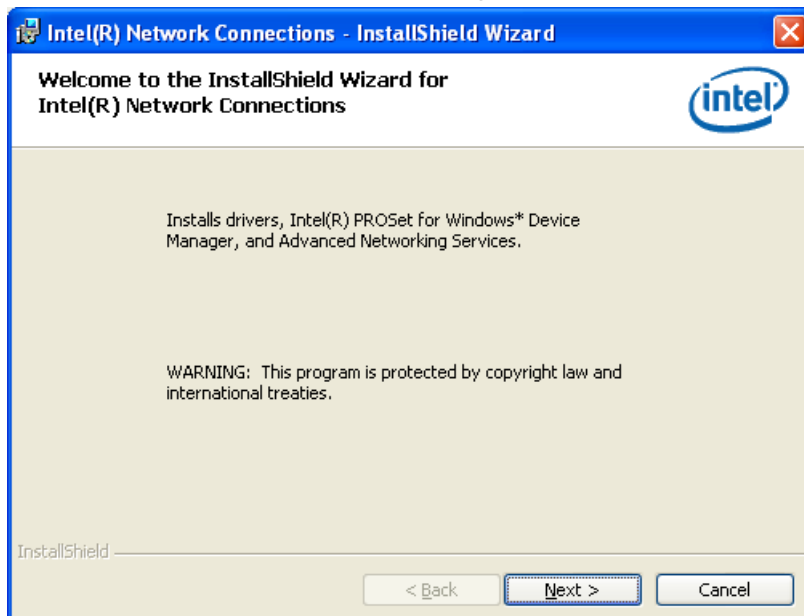 Intel(R) Network Connections - InstallShield Wizard
Welcome to the InstallShield Wizard for
Intel(R) Network Connections
intel
Installs drivers, Intel(R) PROSet for Windows* Device
Manager, and Advanced Networking Services.
WARNING: This program is protected by copyright law and
international treaties.
InstallShield
< Back
Next >
Cancel